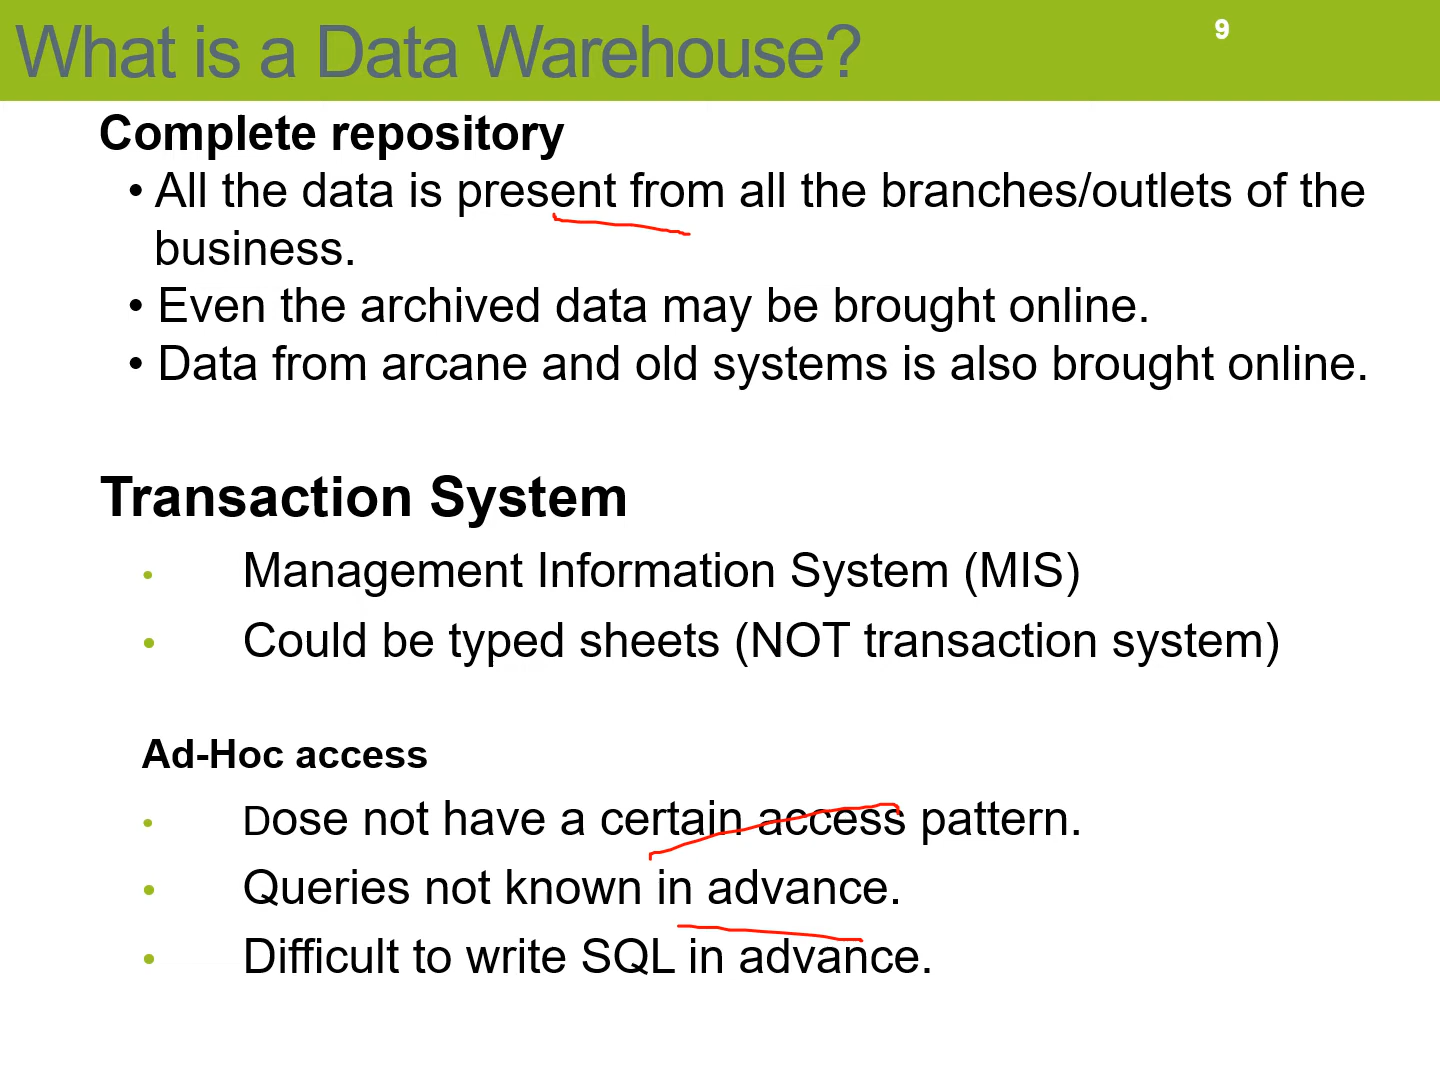 What is a Data Warehouse?
9
Complete repository
• All the data is present from all the branches/outlets of the
business.
• Even the archived data may be brought online.
• Data from arcane and old systems is also brought online.
Transaction System
• Management Information System (MIS)
• Could be typed sheets (NOT transaction system)
Ad-Hoc access
• Dose not have a certain access pattern.
• Queries not known in advance.
• Difficult to write SQL in advance.